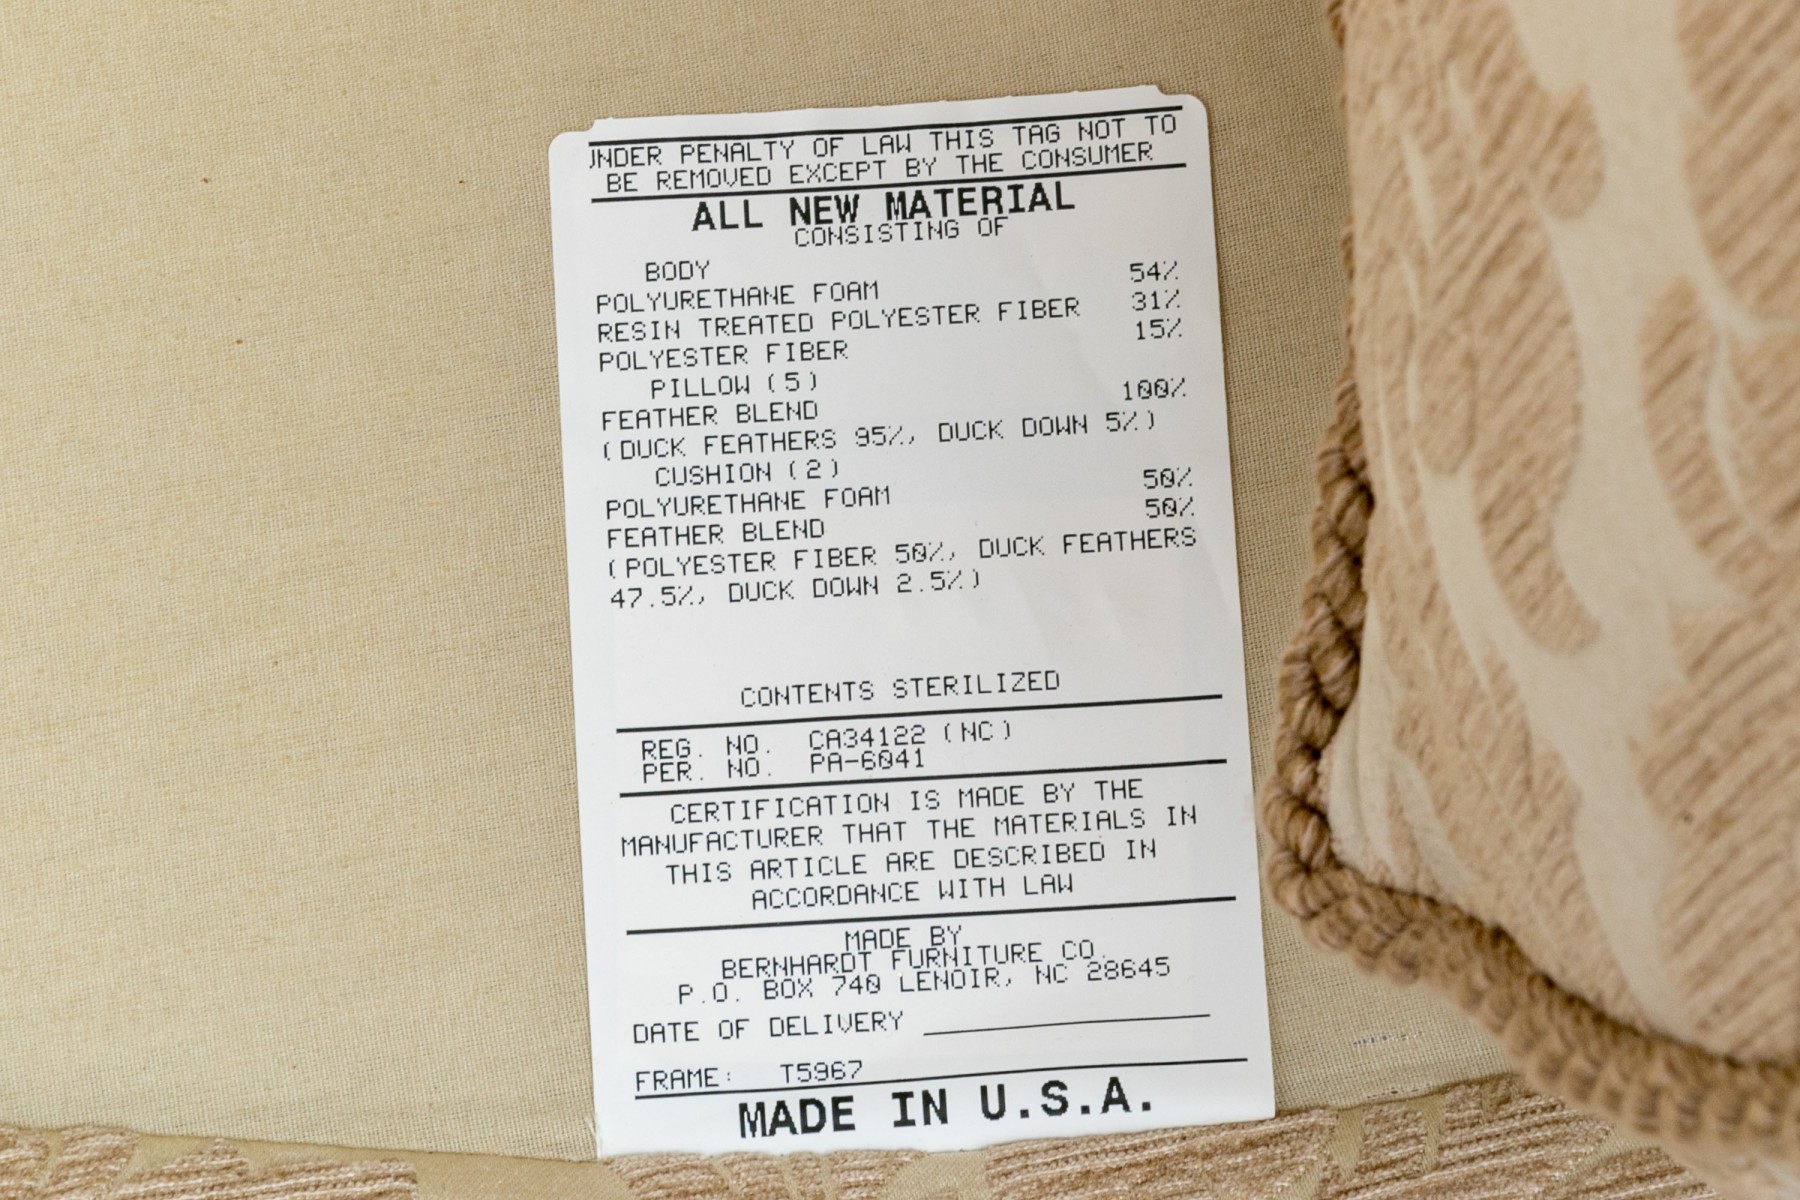 UNDER PENALTY OF LAW THIS TAG NOT TO
BE REMOVED EXCEPT BY THE CONSUMER
ALL NEW MATERIAL
CONSISTING OF
BODY
POLYURETHANE FOAM 54%
RESIN TREATED POLYESTER FIBER 31%
POLYESTER FIBER 15%
PILLOW (5)
FEATHER BLEND 100%
(DUCK FEATHERS 95%, DUCK DOWN 5%)
CUSHION (2)
POLYURETHANE FOAM 50%
FEATHER BLEND 50%
(POLYESTER FIBER 50%, DUCK FEATHERS
47.5%, DUCK DOWN 2.5%)
CONTENTS STERILIZED
REG. NO. CA34122 (NC)
PER. NO. PA-6041
CERTIFICATION IS MADE BY THE
MANUFACTURER THAT THE MATERIALS IN
THIS ARTICLE ARE DESCRIBED IN
ACCORDANCE WITH LAW
MADE BY
BERNHARDT FURNITURE CO.
P.O. BOX 740 LENOIR, NC 28645
DATE OF DELIVERY
FRAME: T5967
MADE IN U.S.A.